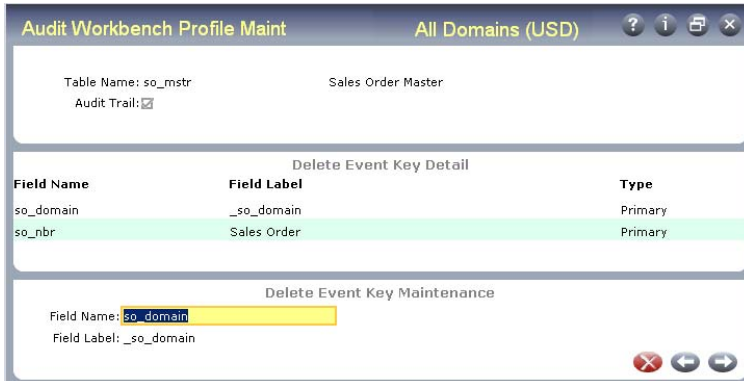 Audit Workbench Profile Maint All Domains (USD)
Table Name: so_mstr Sales Order Master
Audit Trail:
Delete Event Key Detail
Field Name Field Label Type
so_domain _so_domain Primary
so_nbr Sales Order Primary
Delete Event Key Maintenance
Field Name: so_domain
Field Label: _so_domain